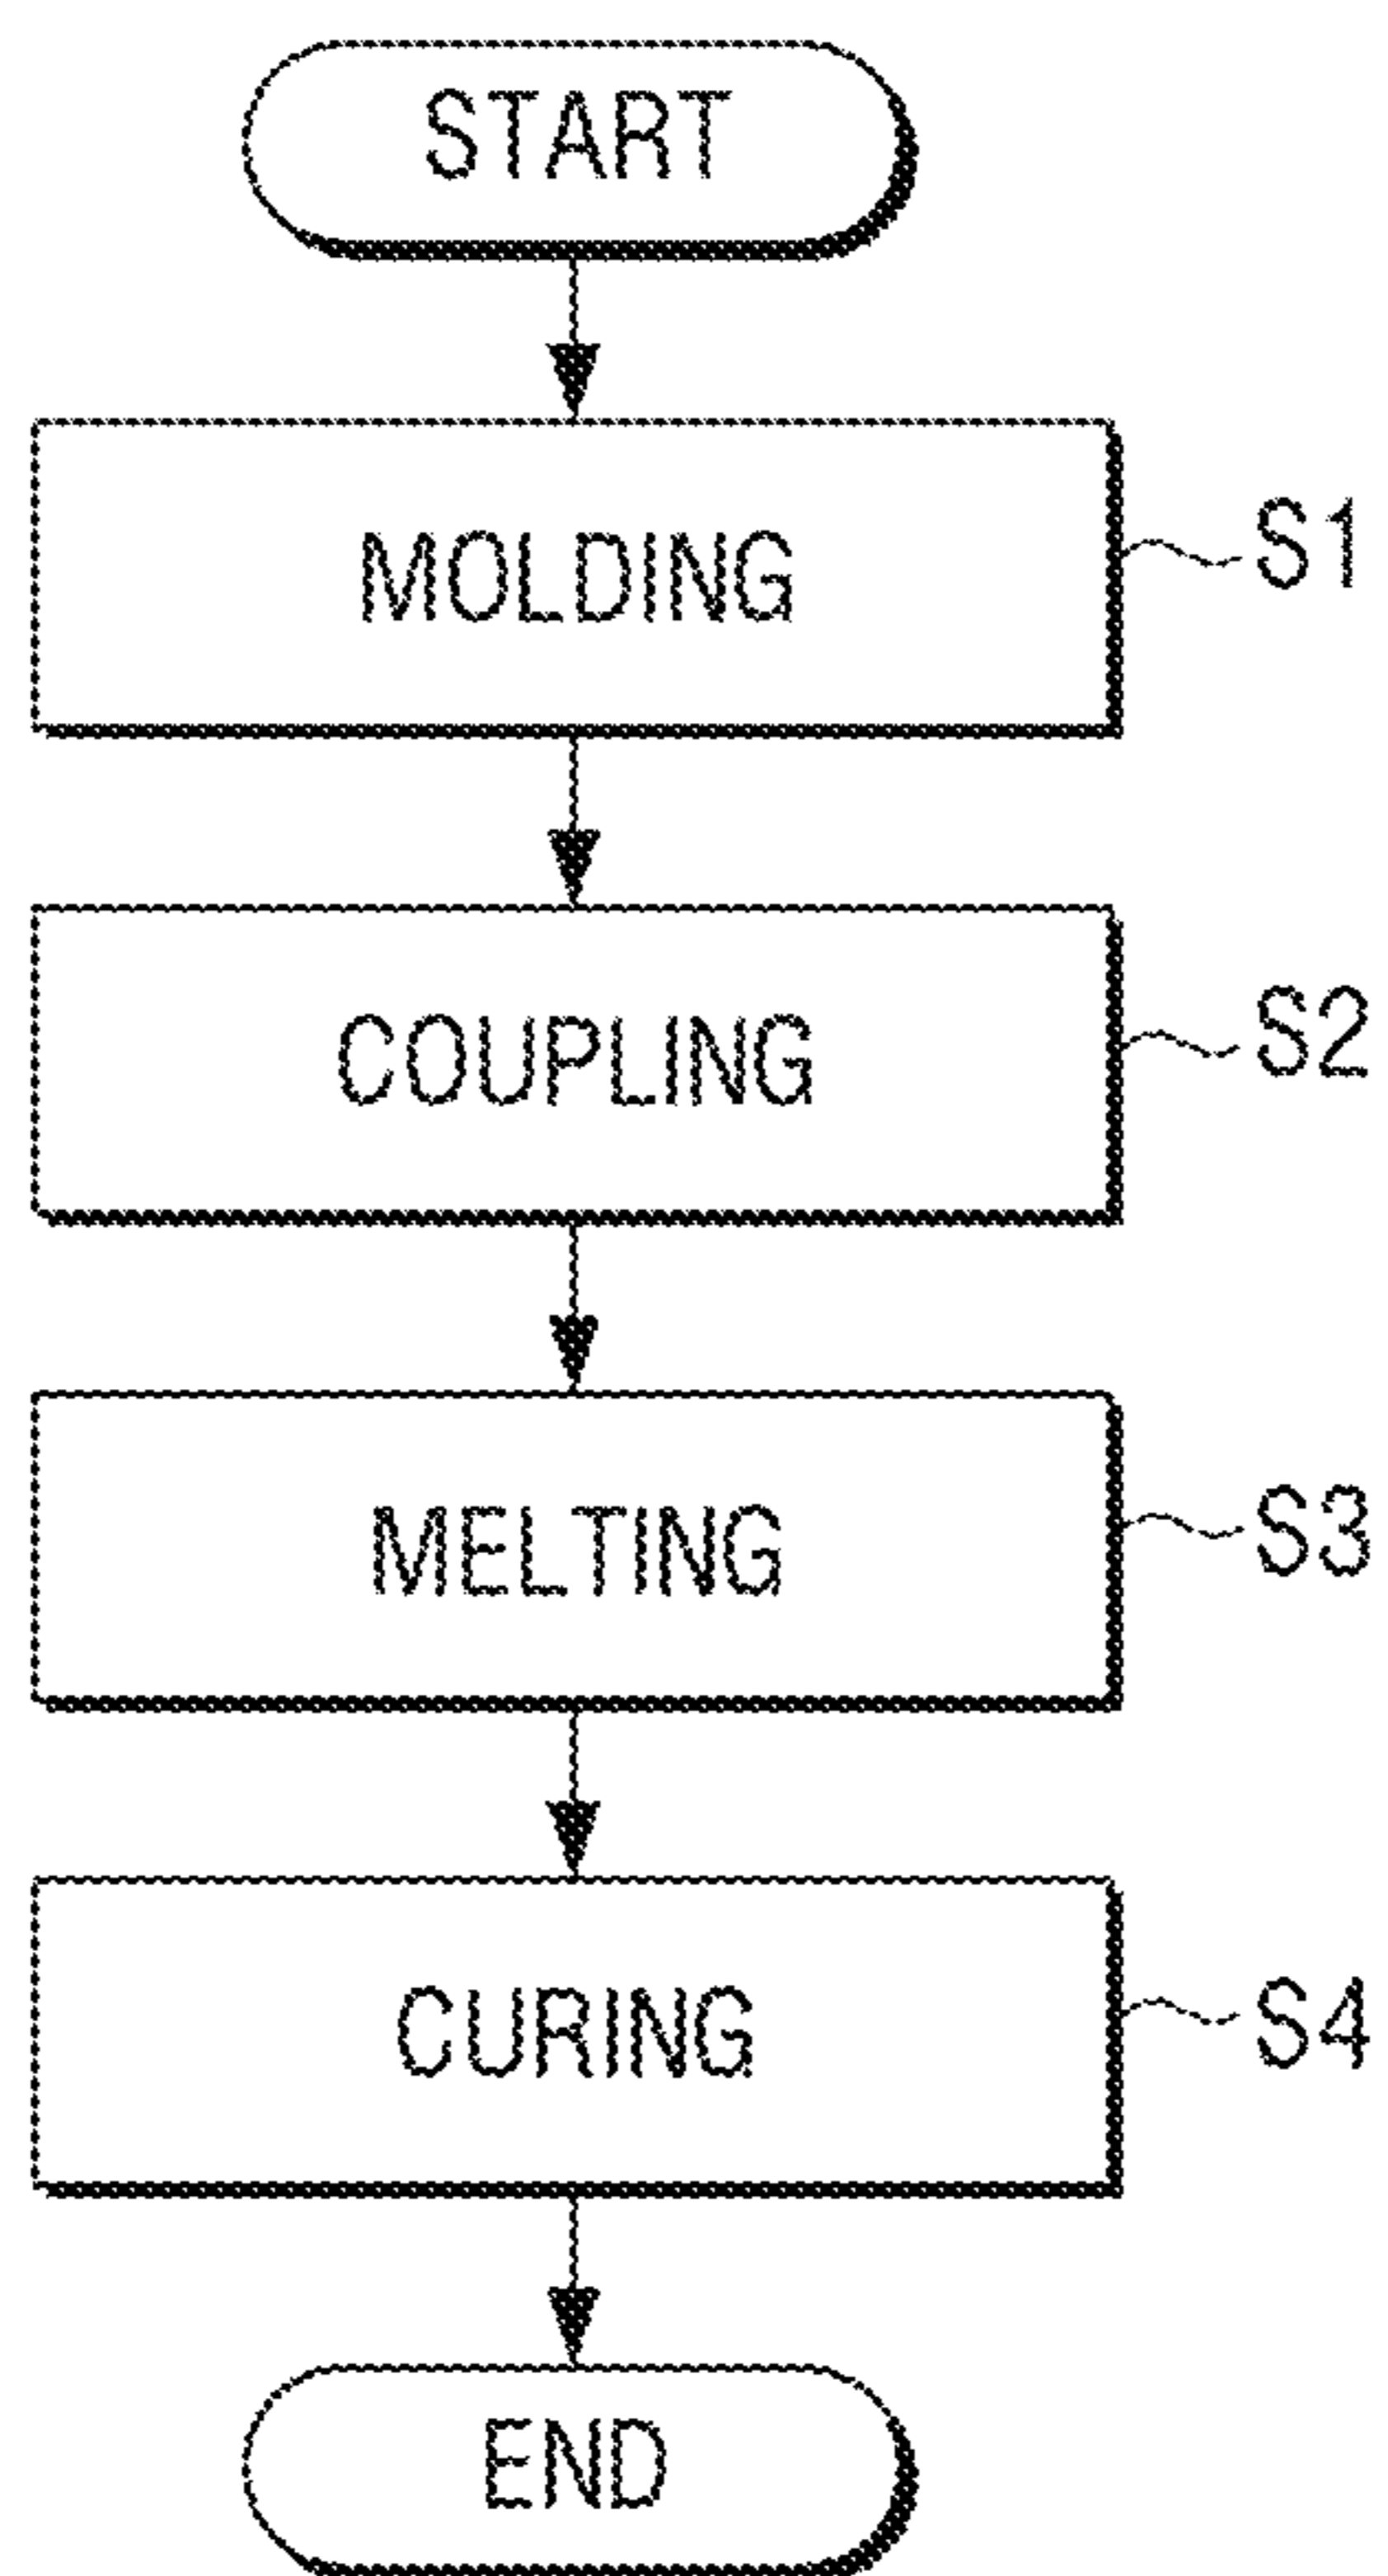 START
MOLDING
S1
COUPLING
S2
MELTING
S3
CURING
S4
END